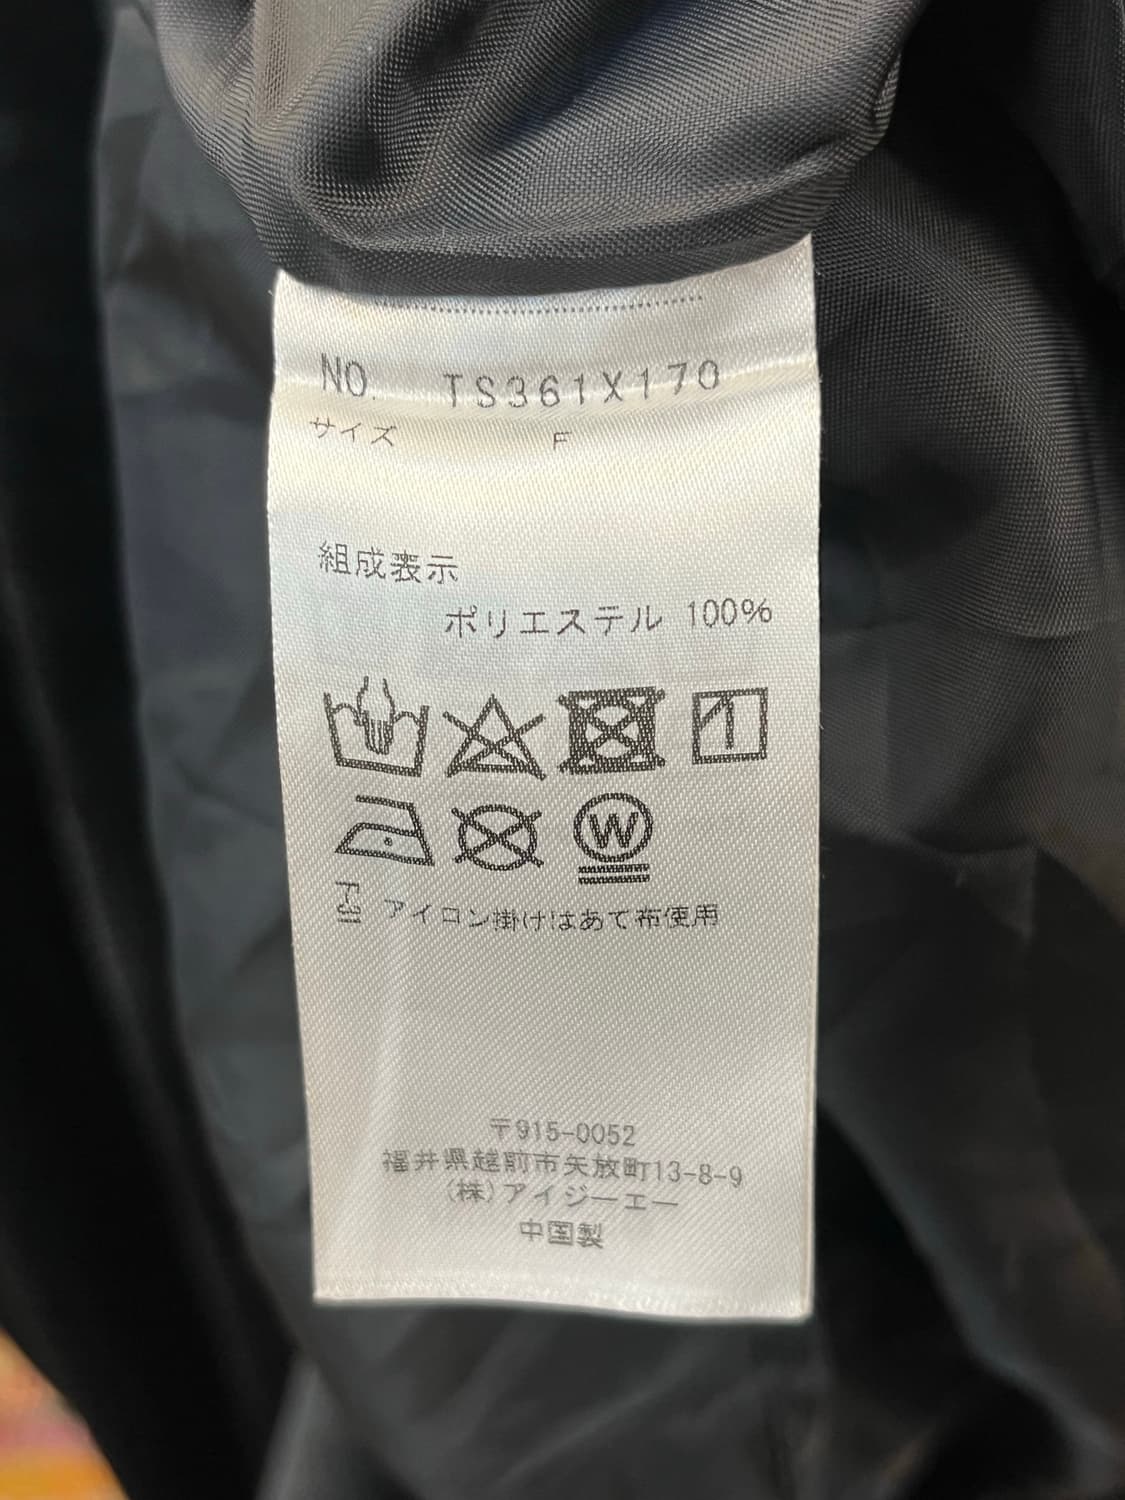 NO. TS361X170
サイズ F
組成表示
ポリエステル 100%
W
アイロン掛けはあて布使用
〒915-0052
福井県越前市矢放町13-8-9
(株)アイジーエー
中国製